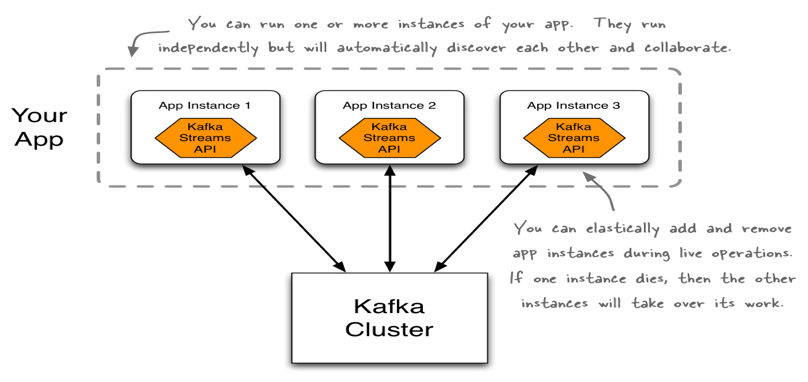 You can run one or more instances of your app. They run
independently but will automatically discover each other and collaborate.
Your
App
App Instance 1
Kafka
Streams
API
App Instance 2
Kafka
Streams
API
App Instance 3
Kafka
Streams
API
You can elastically add and remove
app instances during live operations.
If one instance dies, then the other
instances will take over its work.
Kafka
Cluster